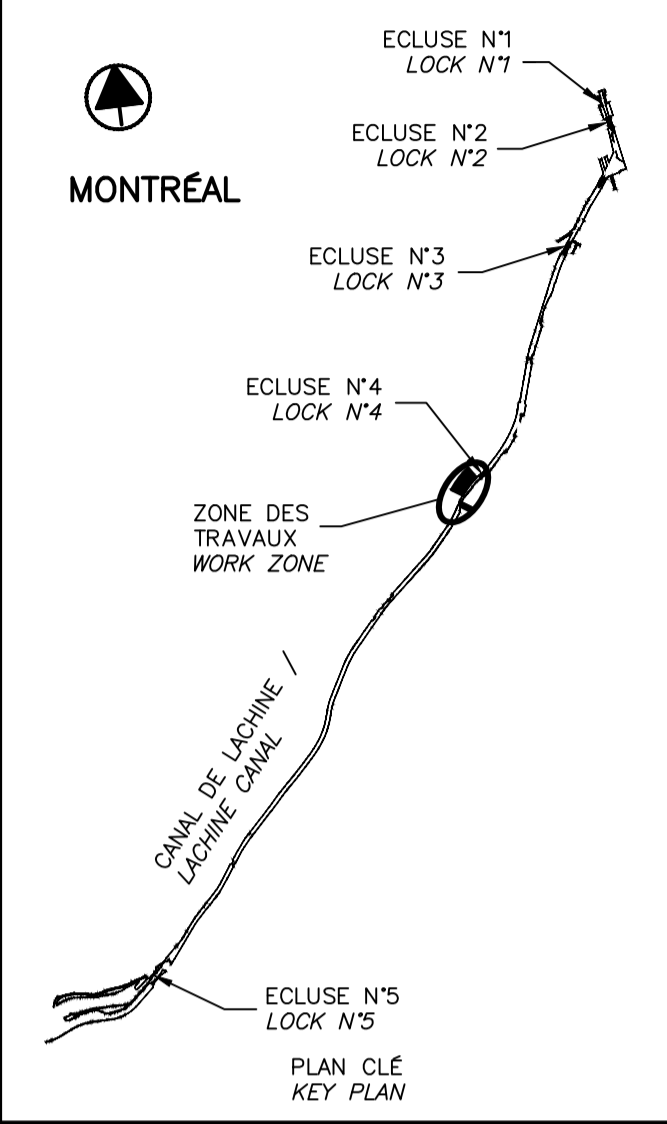 ECLUSE N°1
LOCK N°1
ECLUSE N°2
LOCK N°2
MONTRÉAL
ECLUSE N°3
LOCK N°3
ECLUSE N°4
LOCK N°4
ZONE DES
TRAVAUX
WORK ZONE
CANAL DE LACHINE /
LACHINE CANAL
ECLUSE N°5
LOCK N°5
PLAN CLÉ
KEY PLAN